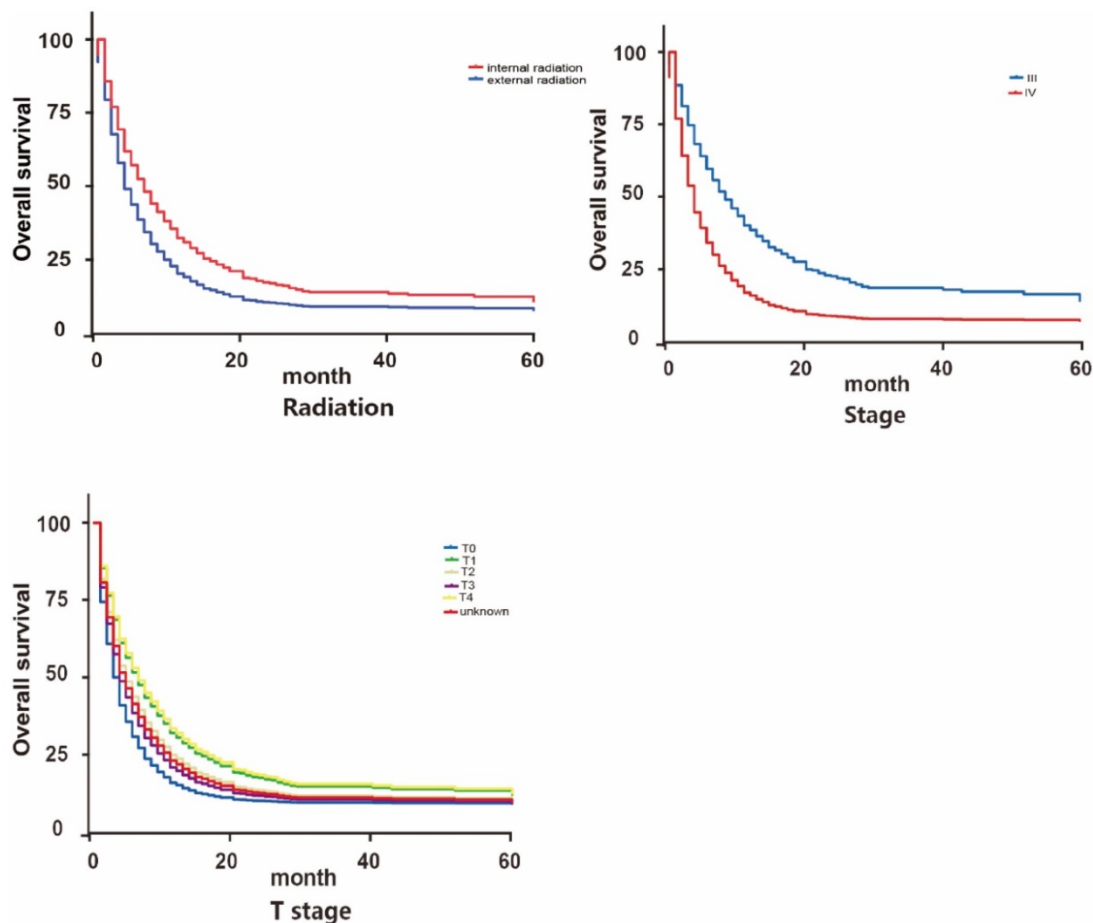 Overall survival
100
75
50
25
0
internal radiation
external radiation
0
20
40
60
month
Radiation
Overall survival
100
75
50
25
0
III
IV
0
20
40
60
month
Stage
Overall survival
100
75
50
25
0
T0
T1
T2
T3
T4
unknown
0
20
40
60
month
T stage